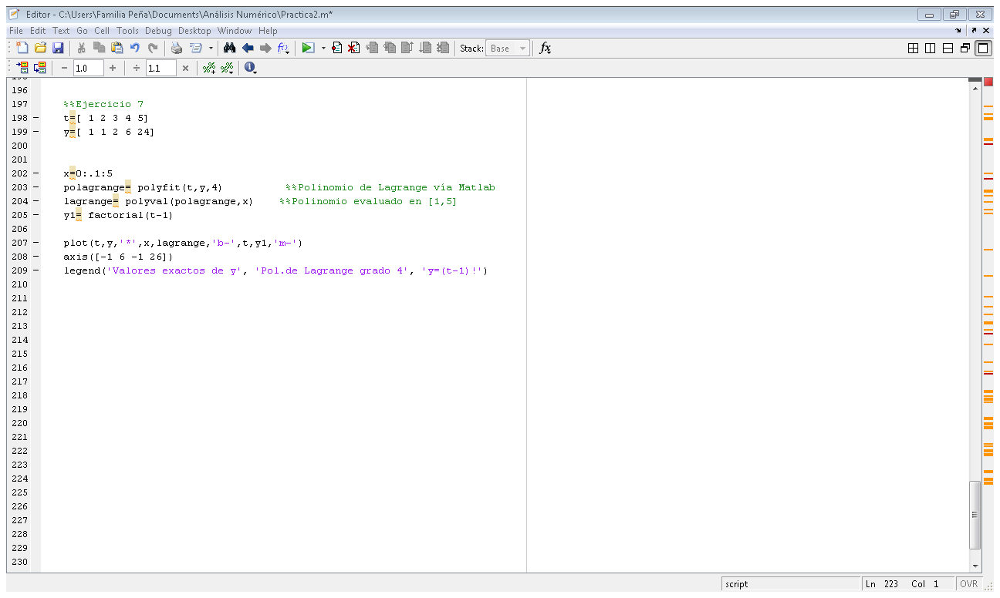 Editor - C:\Users\Familia Peña\Documents\Análisis Numérico\Practica2.m*
File Edit Text Go Cell Tools Debug Desktop Window Help
Stack: Base fx
− 1.0 + ÷ 1.1 ×
196
197 %%Ejercicio 7
198 − t=[ 1 2 3 4 5]
199 − y=[ 1 1 2 6 24]
200
201
202 − x=0:.1:5
203 − polagrange= polyfit(t,y,4) %%Polinomio de Lagrange vía Matlab
204 − lagrange= polyval(polagrange,x) %%Polinomio evaluado en [1,5]
205 − y1= factorial(t-1)
206
207 − plot(t,y,'*',x,lagrange,'b-',t,y1,'m-')
208 − axis([-1 6 -1 26])
209 − legend('Valores exactos de y', 'Pol.de Lagrange grado 4', 'y=(t-1)!')
210
211
212
213
214
215
216
217
218
219
220
221
222
223
224
225
226
227
228
229
230
script Ln 223 Col 1 OVR